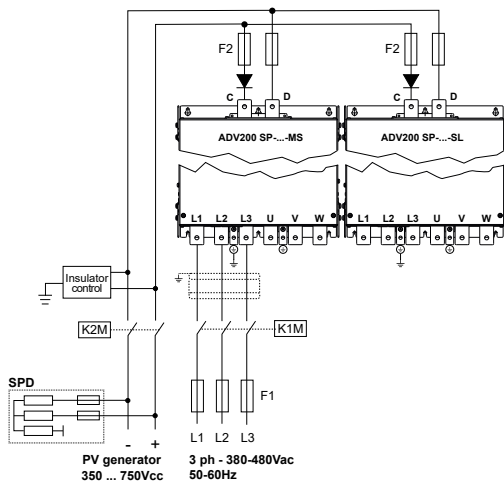 F2
F2
C
D
C
D
ADV200 SP-...-MS
ADV200 SP-...-SL
L1 L2 L3 U V W
L1 L2 L3 U V W
Insulator
control
K2M
K1M
SPD
F1
- +
L1 L2 L3
PV generator
350 ... 750Vcc
3 ph - 380-480Vac
50-60Hz